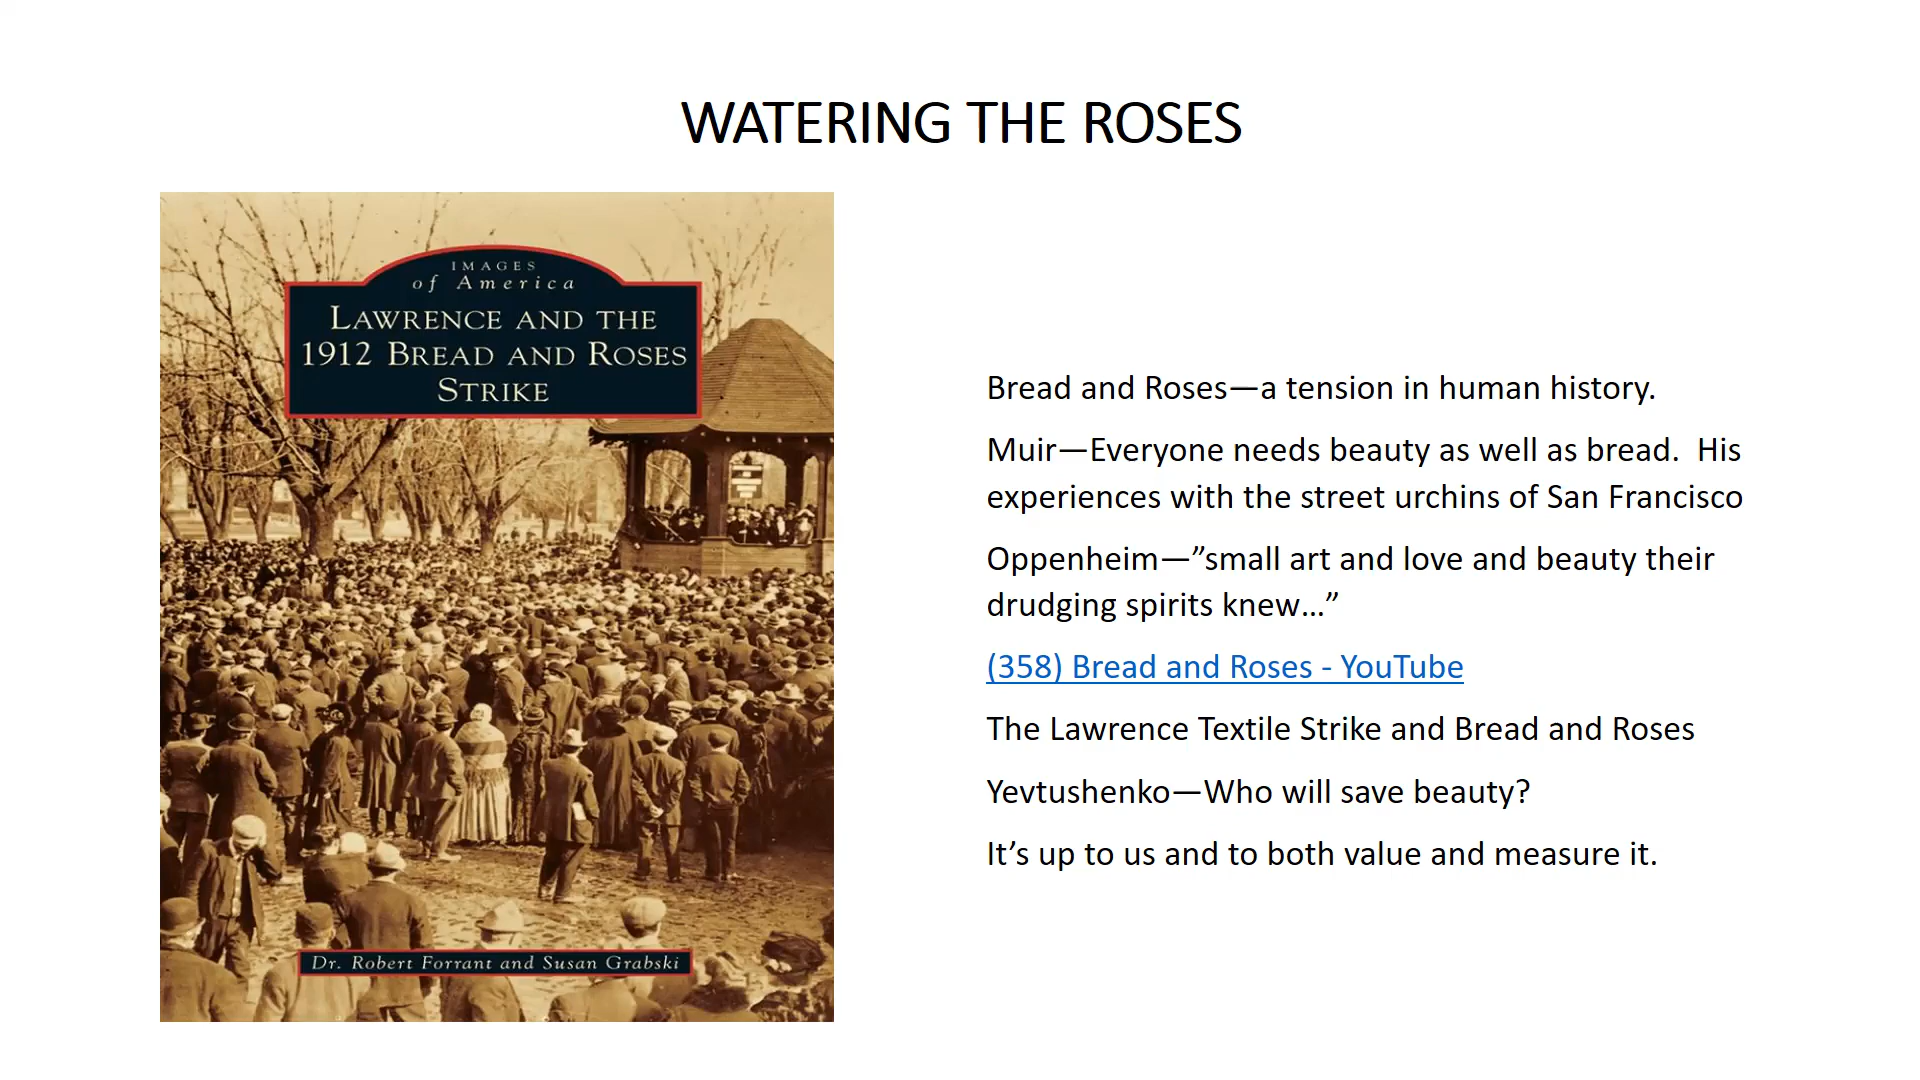 WATERING THE ROSES
IMAGES
of America
LAWRENCE AND THE
1912 BREAD AND ROSES
STRIKE
Dr. Robert Forrant and Susan Grabski
Bread and Roses—a tension in human history.
Muir—Everyone needs beauty as well as bread.  His
experiences with the street urchins of San Francisco
Oppenheim—”small art and love and beauty their
drudging spirits knew…”
(358) Bread and Roses - YouTube
The Lawrence Textile Strike and Bread and Roses
Yevtushenko—Who will save beauty?
It’s up to us and to both value and measure it.